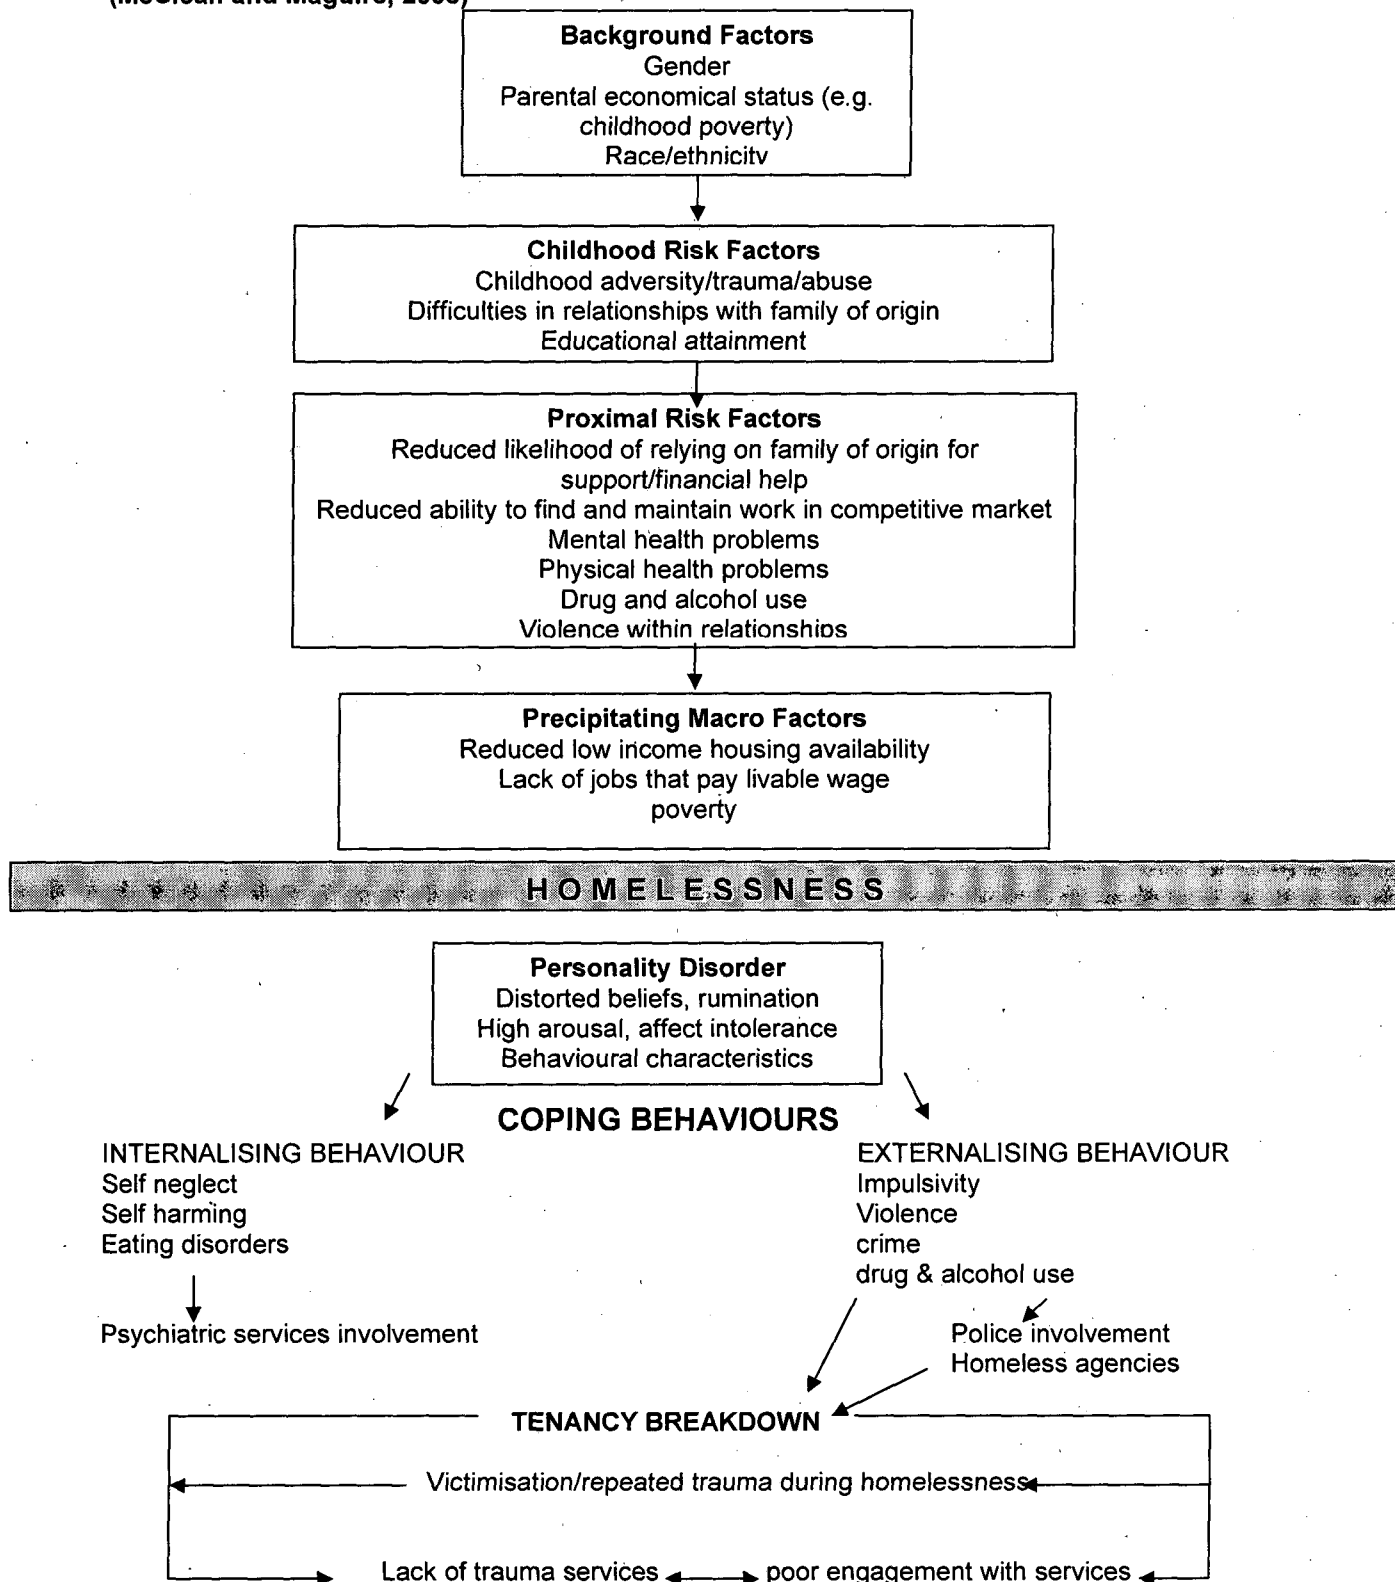 Background Factors
Gender
Parental economical status (e.g.
childhood poverty)
Race/ethnicity
Childhood Risk Factors
Childhood adversity/trauma/abuse
Difficulties in relationships with family of origin
Educational attainment
Proximal Risk Factors
Reduced likelihood of relying on family of origin for
support/financial help
Reduced ability to find and maintain work in competitive market
Mental health problems
Physical health problems
Drug and alcohol use
Violence within relationships
Precipitating Macro Factors
Reduced low income housing availability
Lack of jobs that pay livable wage
poverty
HOMELESSNESS
Personality Disorder
Distorted beliefs, rumination
High arousal, affect intolerance
Behavioural characteristics
COPING BEHAVIOURS
INTERNALISING BEHAVIOUR
Self neglect
Self harming
Eating disorders
Psychiatric services involvement
EXTERNALISING BEHAVIOUR
Impulsivity
Violence
crime
drug & alcohol use
Police involvement
Homeless agencies
TENANCY BREAKDOWN
Victimisation/repeated trauma during homelessness
Lack of trauma services
poor engagement with services